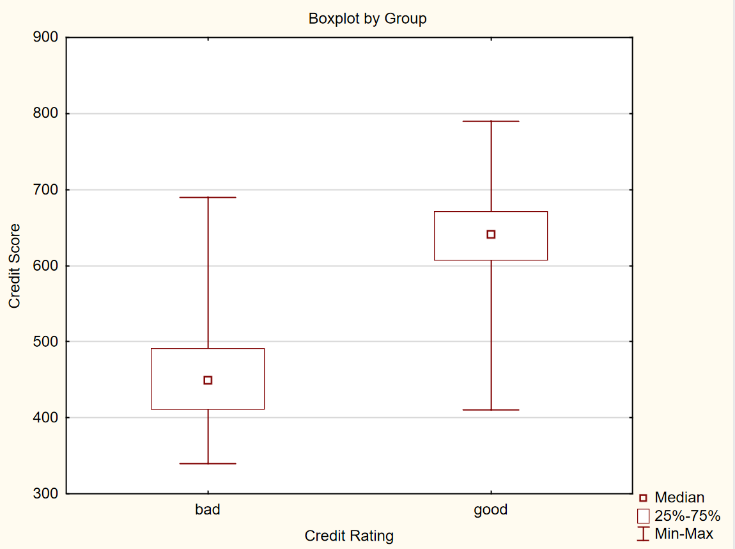 Boxplot by Group
900
800
700
600
500
400
300
Credit Score
bad good
Credit Rating
Median
25%-75%
Min-Max